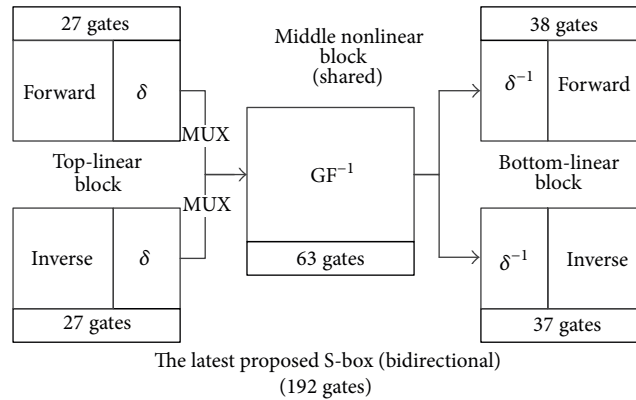 27 gates
Forward
δ
MUX
Top-linear
block
MUX
Inverse
δ
27 gates
Middle nonlinear
block
(shared)
GF⁻¹
63 gates
38 gates
δ⁻¹
Forward
Bottom-linear
block
δ⁻¹
Inverse
37 gates
The latest proposed S-box (bidirectional)
(192 gates)